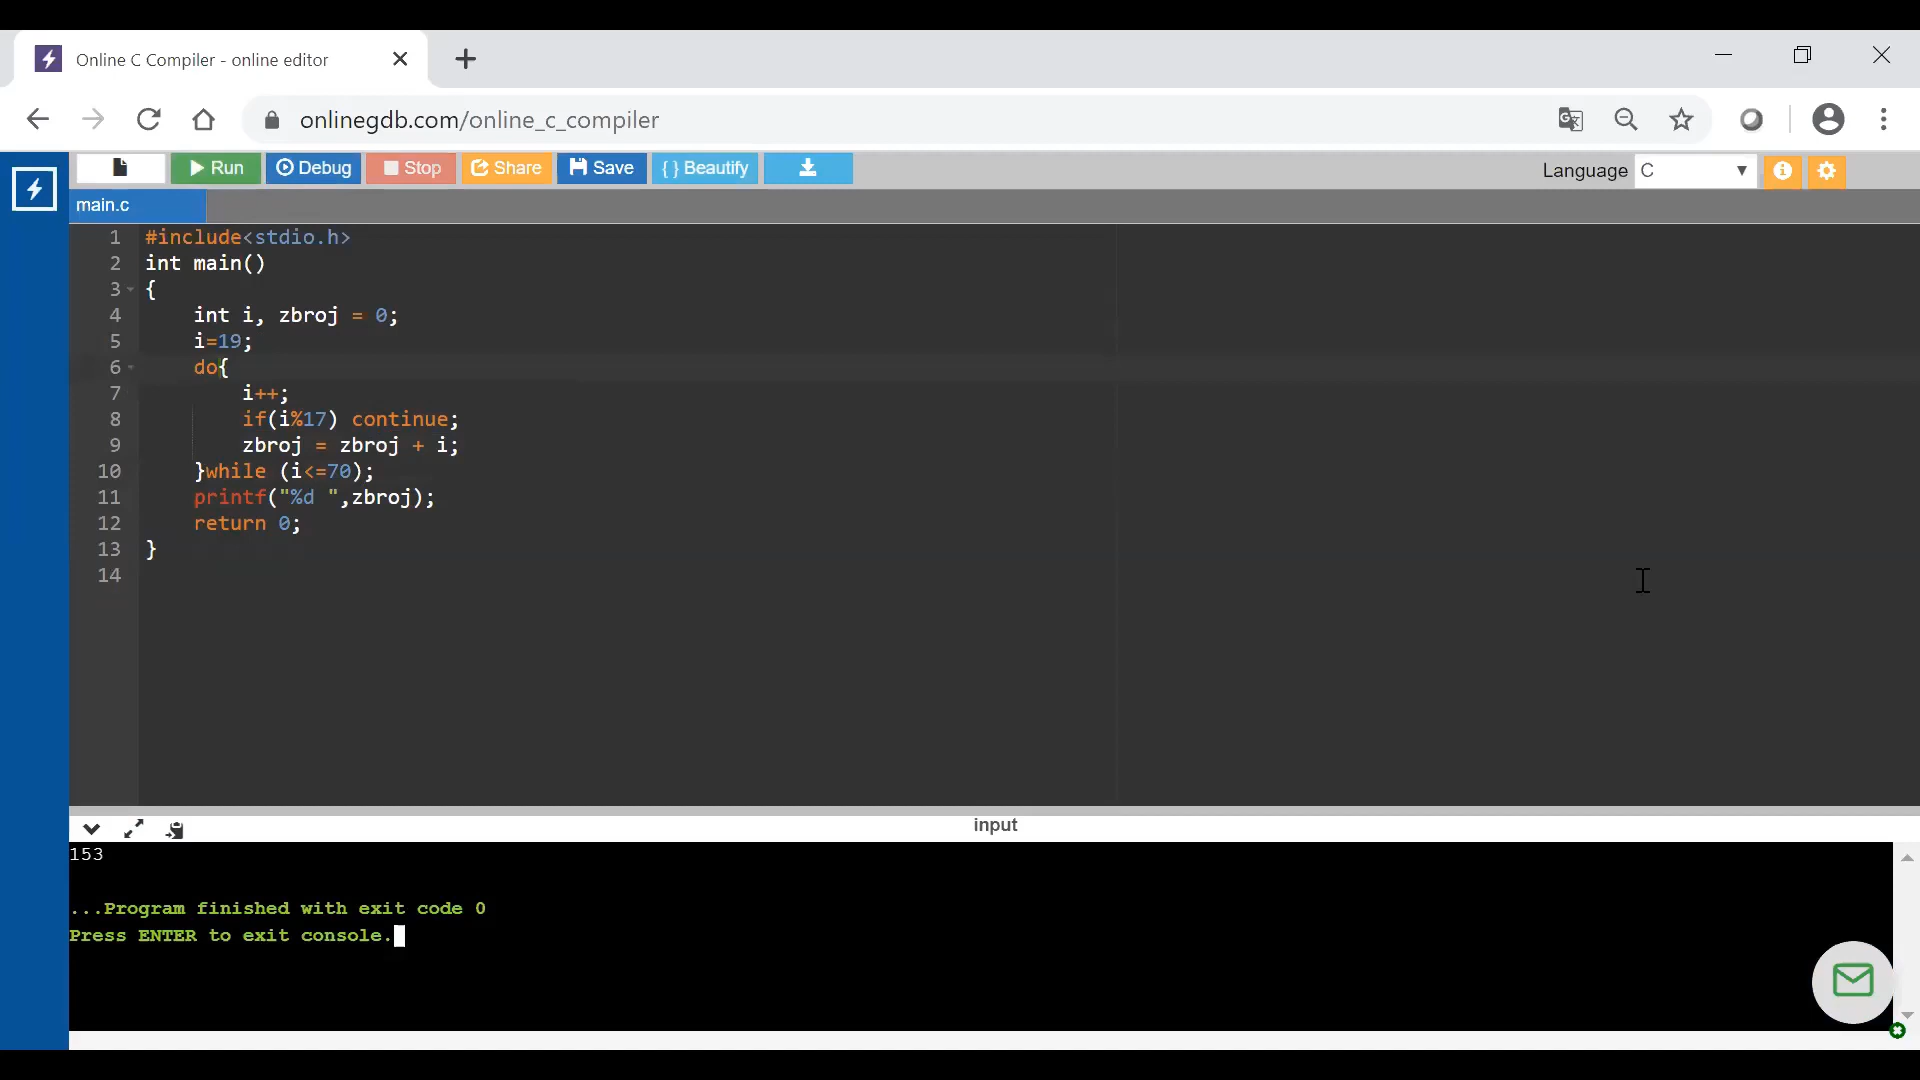 Online C Compiler - online editor
onlinegdb.com/online_c_compiler
Run Debug Stop Share Save { } Beautify Language C
main.c
1 #include<stdio.h>
2 int main()
3 {
4 int i, zbroj = 0;
5 i=19;
6 do{
7 i++;
8 if(i%17) continue;
9 zbroj = zbroj + i;
10 }while (i<=70);
11 printf("%d ",zbroj);
12 return 0;
13 }
14
input
153
...Program finished with exit code 0
Press ENTER to exit console.